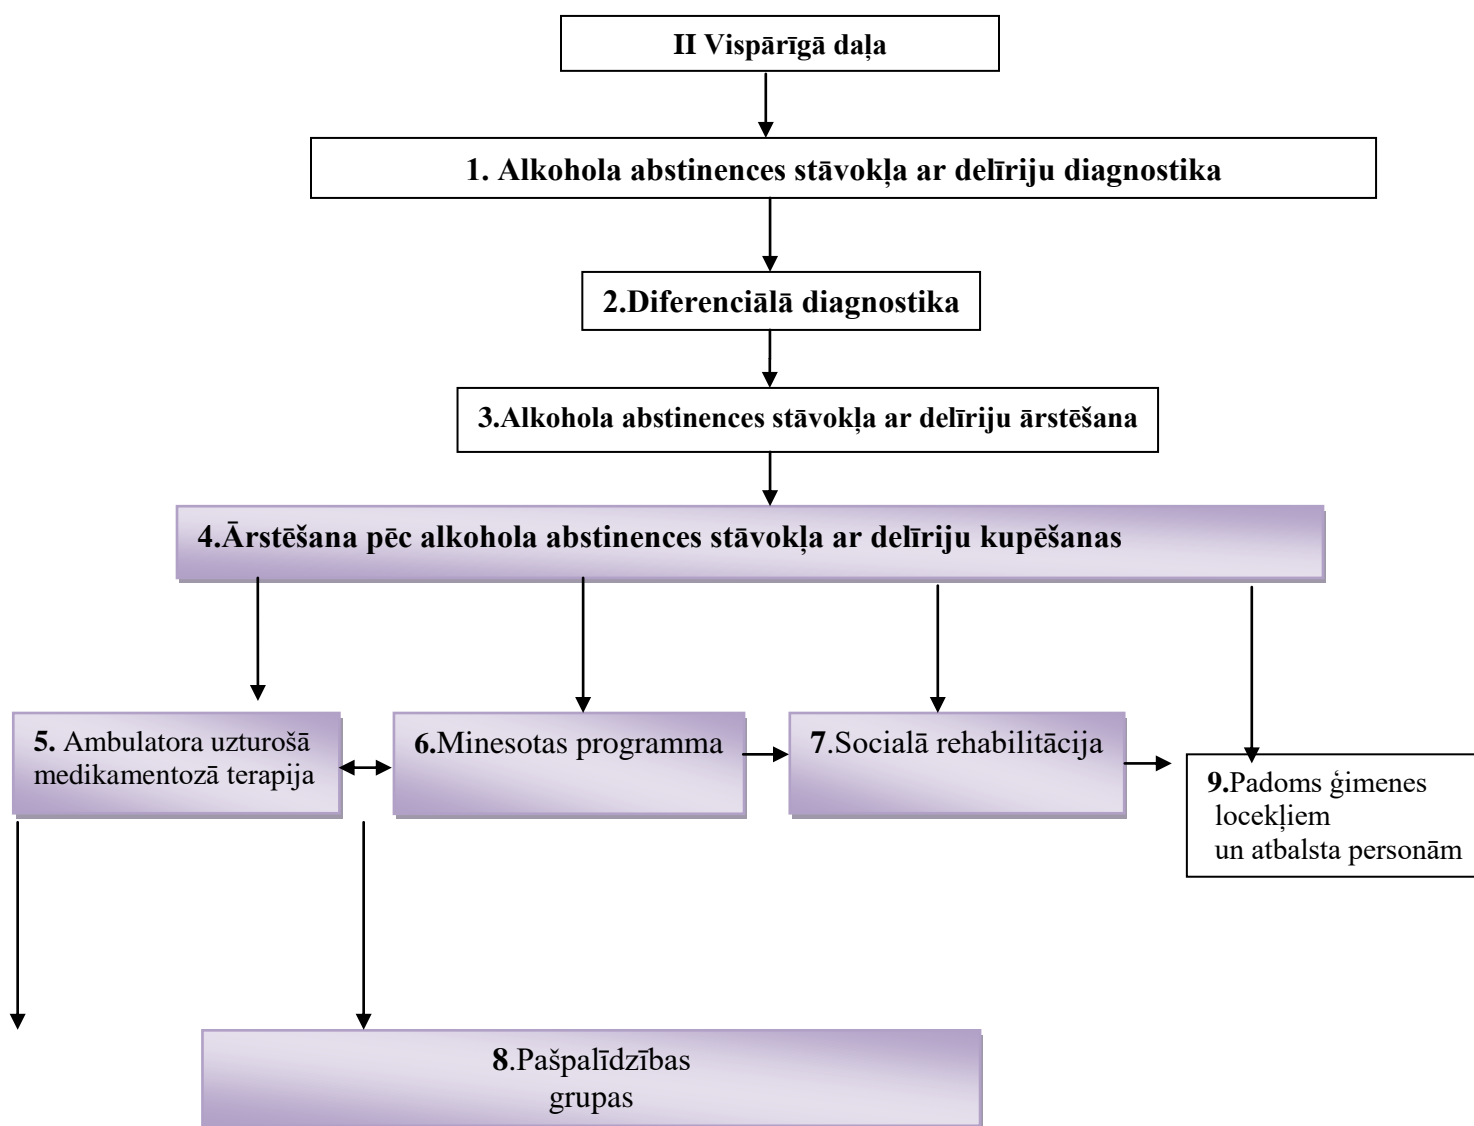 II Vispārīgā daļa
1. Alkohola abstinences stāvokļa ar delīriju diagnostika
2.Diferenciālā diagnostika
3.Alkohola abstinences stāvokļa ar delīriju ārstēšana
4.Ārstēšana pēc alkohola abstinences stāvokļa ar delīriju kupēšanas
5. Ambulatora uzturošā
medikamentozā terapija
6.Minesotas programma
7.Socialā rehabilitācija
9.Padoms ģimenes
locekļiem
un atbalsta personām
8.Pašpalīdzības
grupas